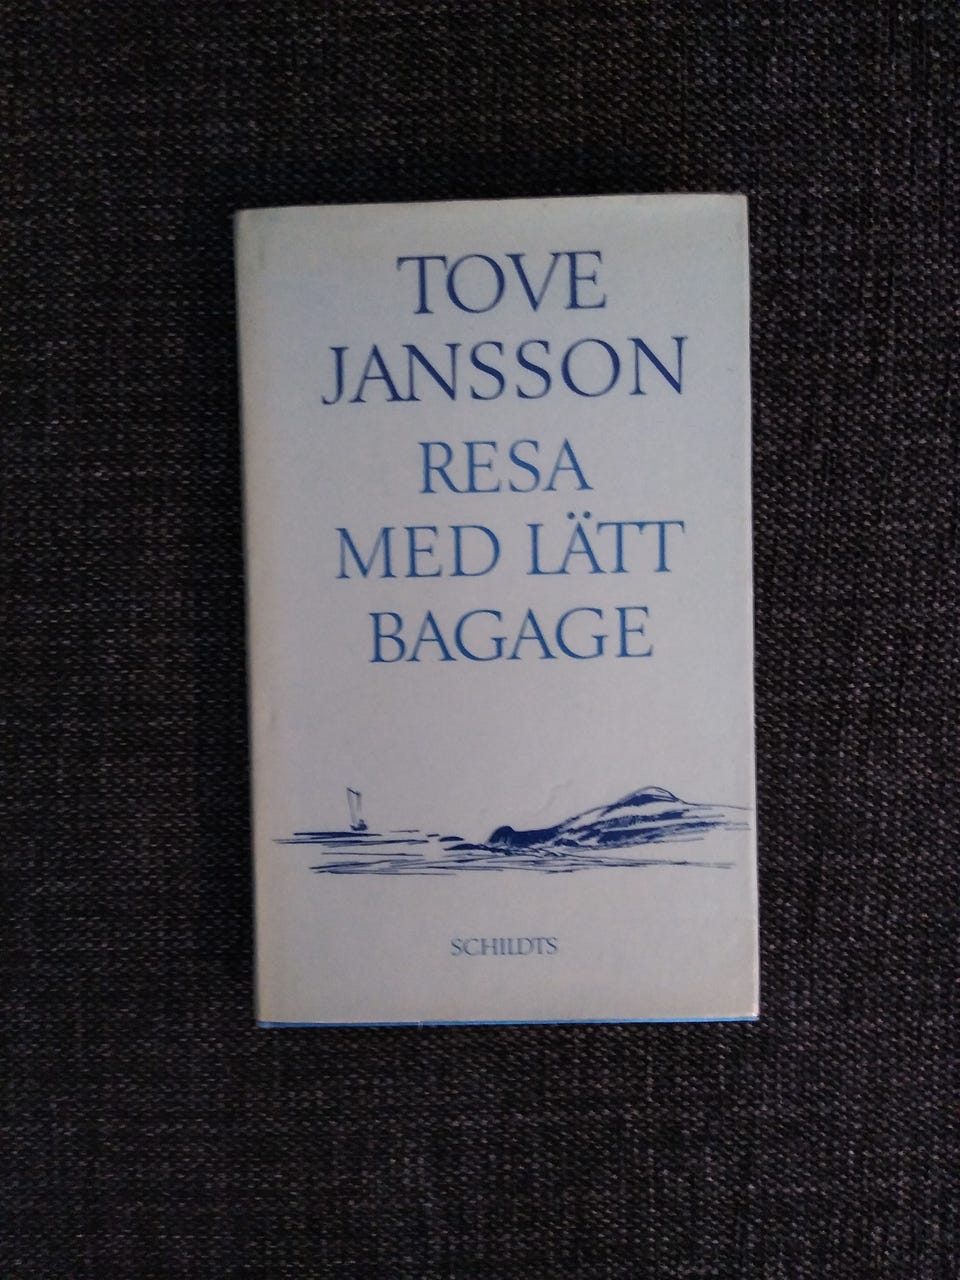 TOVE
JANSSON
RESA
MED LÄTT
BAGAGE
SCHILDTS